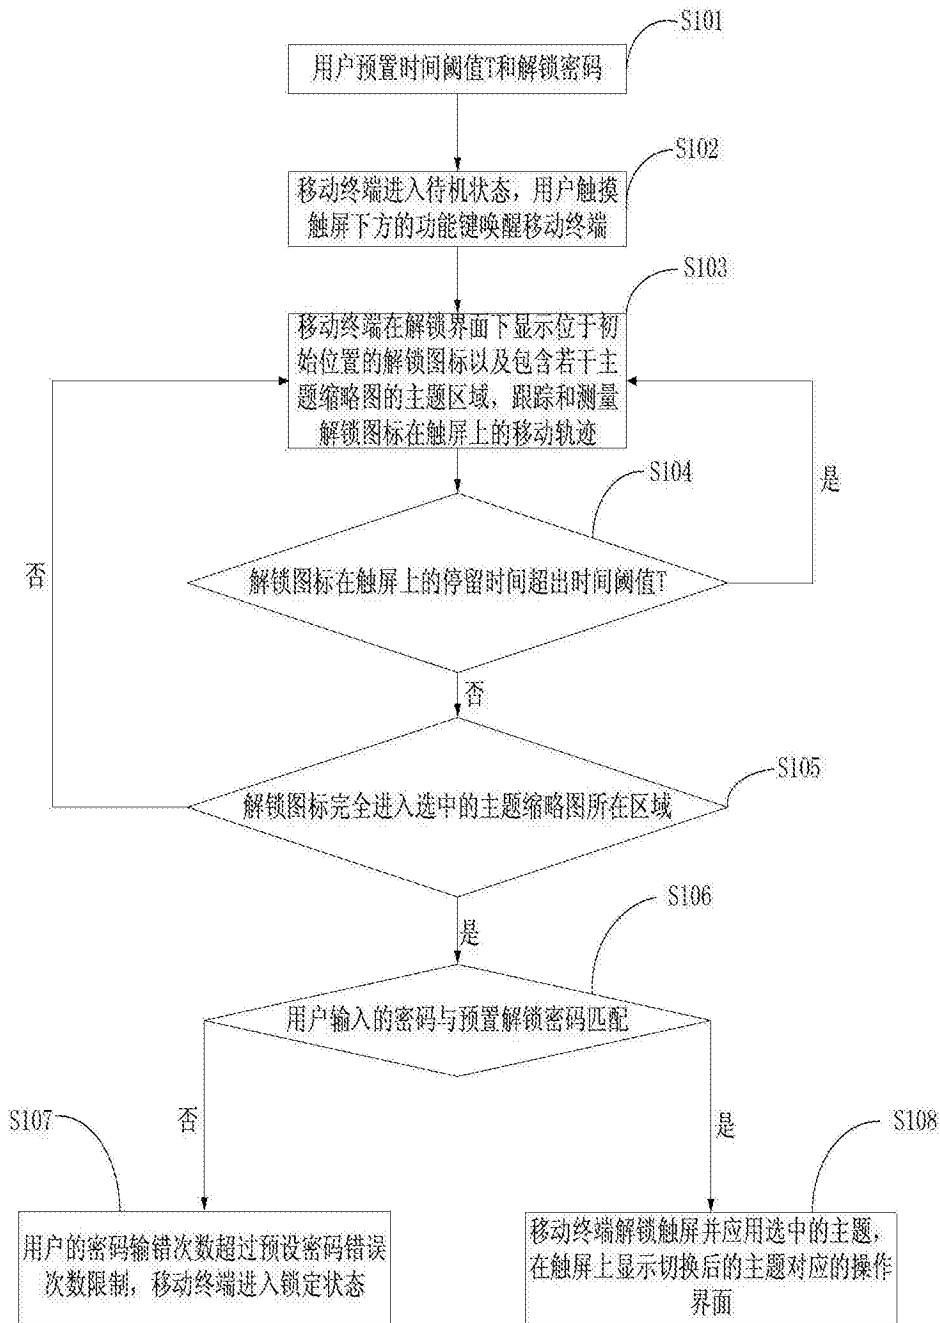 S101
用户预置时间阈值T和解锁密码
S102
移动终端进入待机状态，用户触摸
触屏下方的功能键唤醒移动终端
S103
移动终端在解锁界面下显示位于初
始位置的解锁图标以及包含若干主
题缩略图的主题区域，跟踪和测量
解锁图标在触屏上的移动轨迹
S104
是
否
解锁图标在触屏上的停留时间超出时间阈值T
否
S105
解锁图标完全进入选中的主题缩略图所在区域
S106
是
用户输入的密码与预置解锁密码匹配
S107
否
是
S108
用户的密码输错次数超过预设密码错误
次数限制，移动终端进入锁定状态
移动终端解锁触屏并应用选中的主题，
在触屏上显示切换后的主题对应的操作
界面